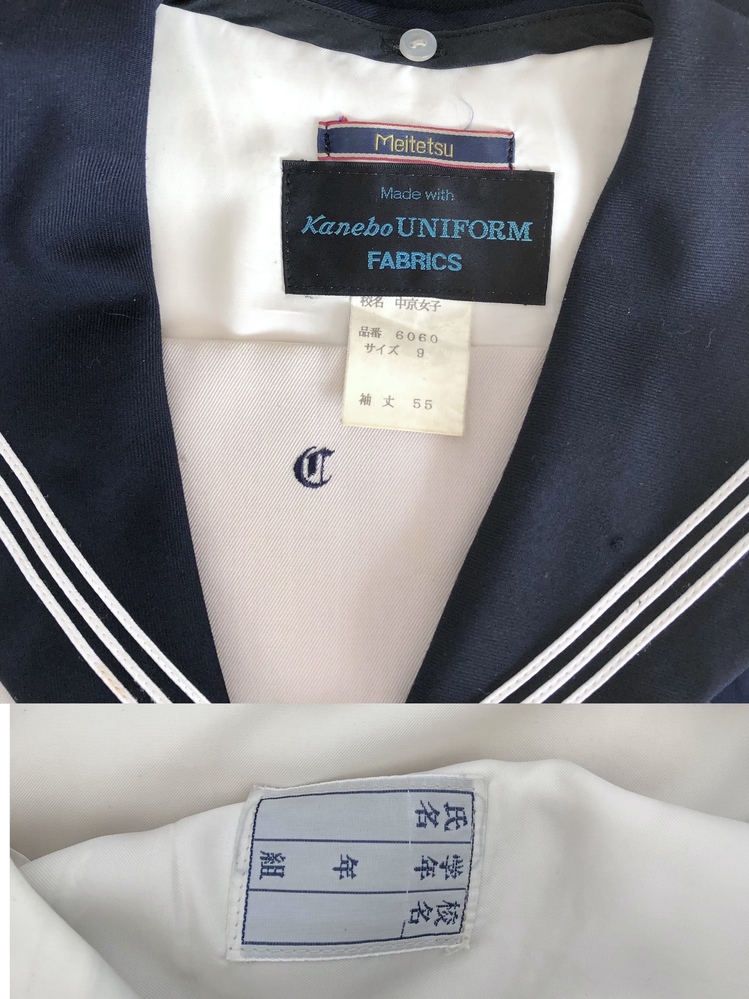 Meitetsu
Made with
Kanebo UNIFORM
FABRICS
校名 中京女子
品番 6060
サイズ 9
袖丈 55
C
氏名
学年 年 組
校名